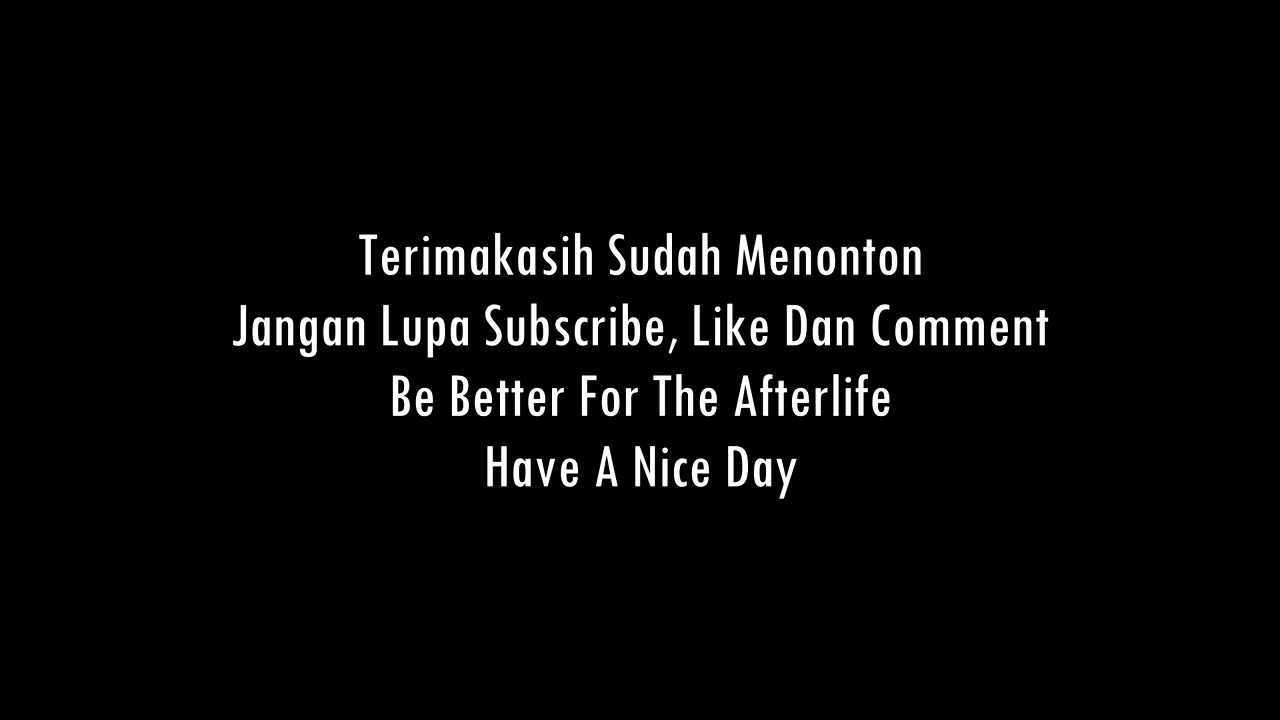 Terimakasih Sudah Menonton
Jangan Lupa Subscribe, Like Dan Comment
Be Better For The Afterlife
Have A Nice Day